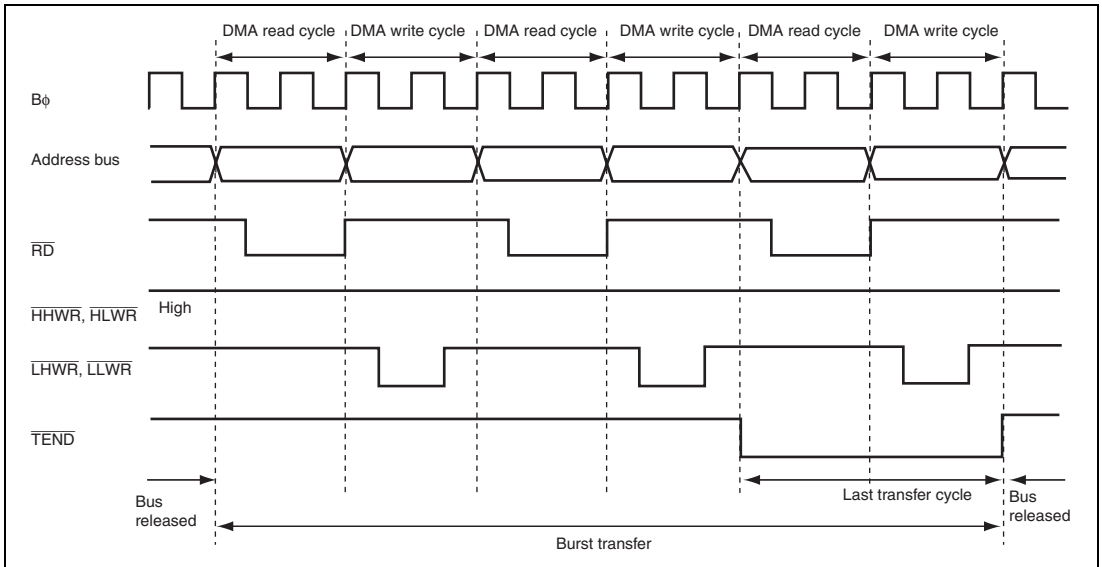 DMA read cycle DMA write cycle DMA read cycle DMA write cycle DMA read cycle DMA write cycle
Bφ
Address bus
RD
HHWR, HLWR High
LHWR, LLWR
TEND
Last transfer cycle
Bus released
Bus released
Burst transfer